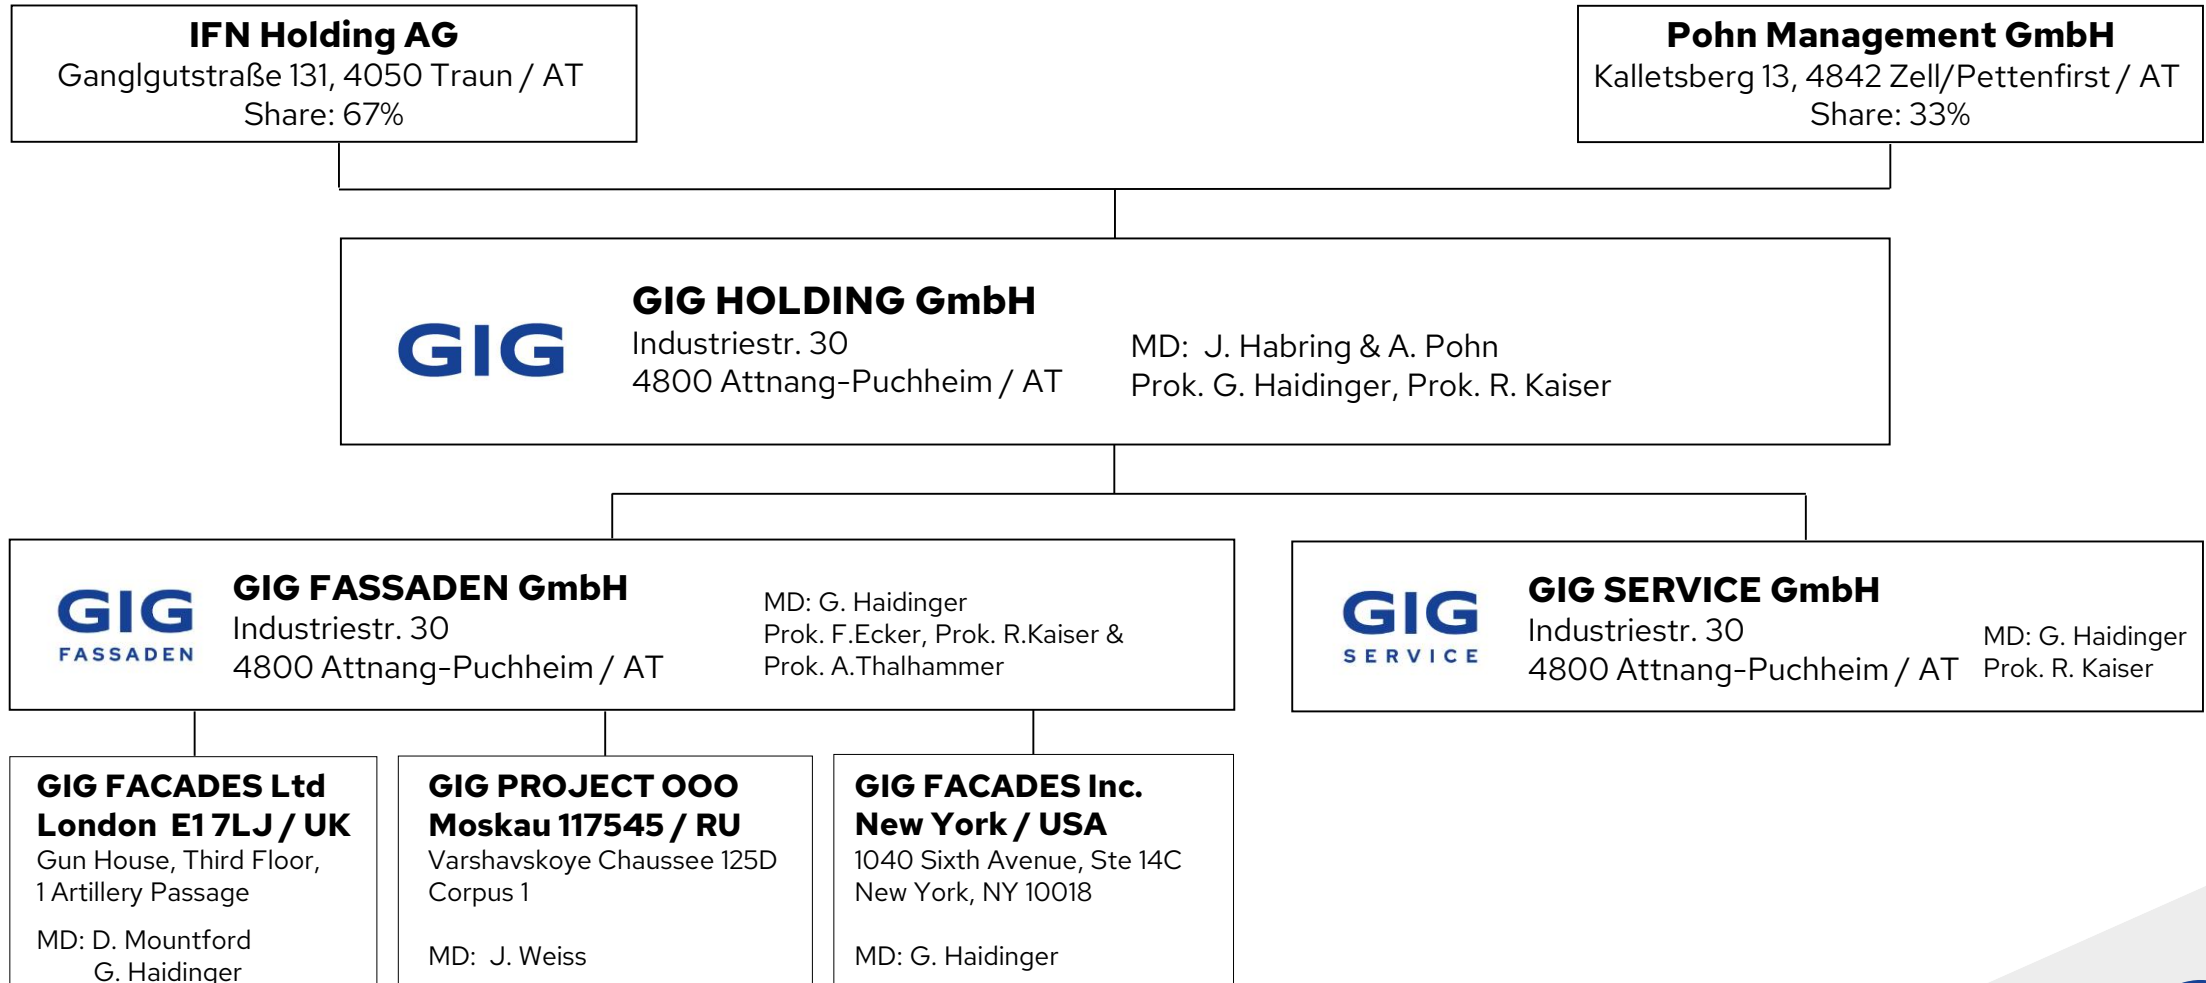 IFN Holding AG
Ganglgutstraße 131, 4050 Traun / AT
Share: 67%
Pohn Management GmbH
Kalletsberg 13, 4842 Zell/Pettenfirst / AT
Share: 33%
GIG
GIG HOLDING GmbH
Industriestr. 30
4800 Attnang-Puchheim / AT
MD: J. Habring & A. Pohn
Prok. G. Haidinger, Prok. R. Kaiser
GIG
FASSADEN
GIG FASSADEN GmbH
Industriestr. 30
4800 Attnang-Puchheim / AT
MD: G. Haidinger
Prok. F.Ecker, Prok. R.Kaiser &
Prok. A.Thalhammer
GIG
SERVICE
GIG SERVICE GmbH
Industriestr. 30
4800 Attnang-Puchheim / AT
MD: G. Haidinger
Prok. R. Kaiser
GIG FACADES Ltd
London E1 7LJ / UK
Gun House, Third Floor,
1 Artillery Passage
MD: D. Mountford
G. Haidinger
GIG PROJECT OOO
Moskau 117545 / RU
Varshavskoye Chaussee 125D
Corpus 1
MD: J. Weiss
GIG FACADES Inc.
New York / USA
1040 Sixth Avenue, Ste 14C
New York, NY 10018
MD: G. Haidinger